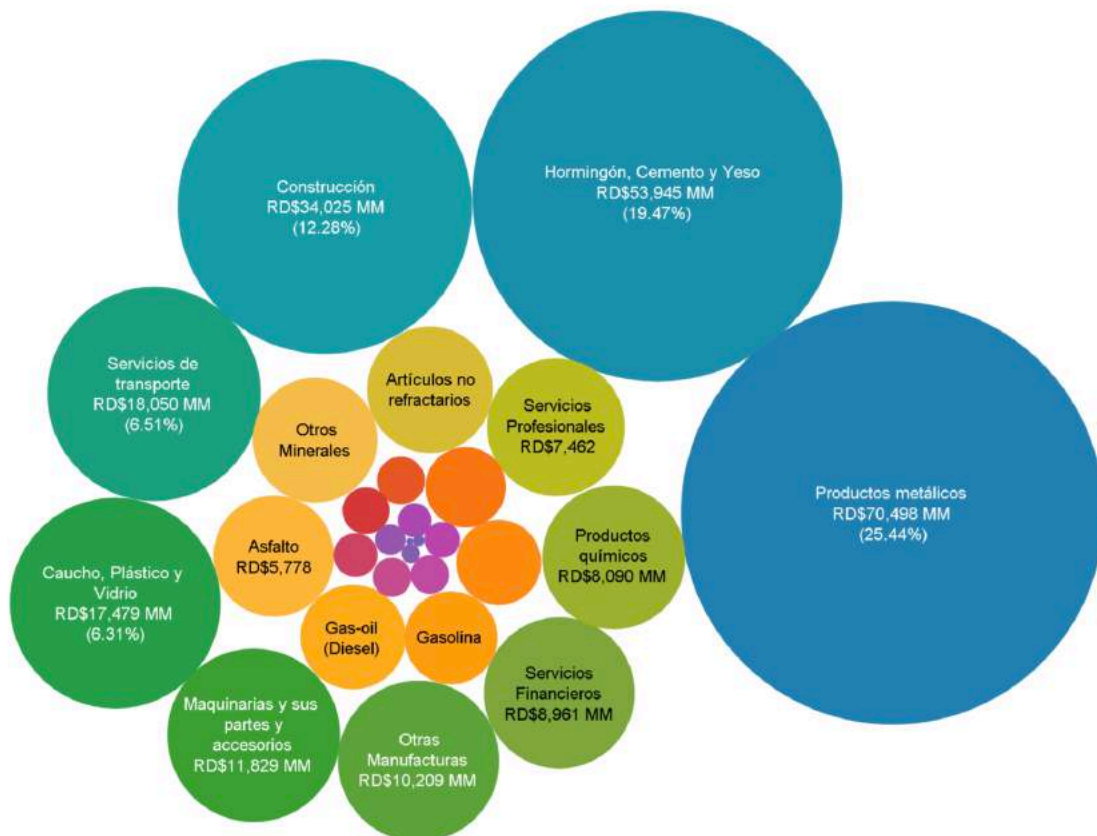 Hormingón, Cemento y Yeso
RD$53,945 MM
(19.47%)
Construcción
RD$34,025 MM
(12.28%)
Servicios de
transporte
RD$18,050 MM
(6.51%)
Artículos no
refractarios
Servicios
Profesionales
RD$7,462
Otros
Minerales
Productos metálicos
RD$70,498 MM
(25.44%)
Asfalto
RD$5,778
Productos
químicos
RD$8,090 MM
Caucho, Plástico y
Vidrio
RD$17,479 MM
(6.31%)
Gas-oil
(Diesel)
Gasolina
Servicios
Financieros
RD$8,961 MM
Maquinarias y sus
partes y
accesorios
RD$11,829 MM
Otras
Manufacturas
RD$10,209 MM